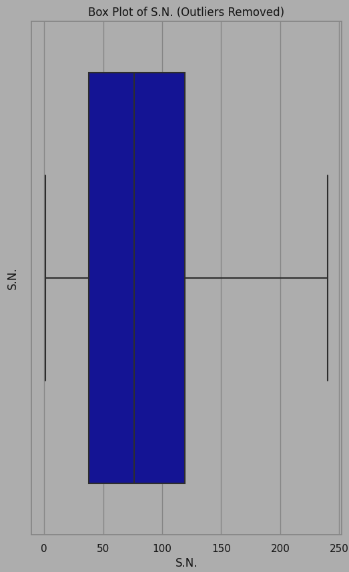 Box Plot of S.N. (Outliers Removed)
S.N.
0 50 100 150 200 250
S.N.